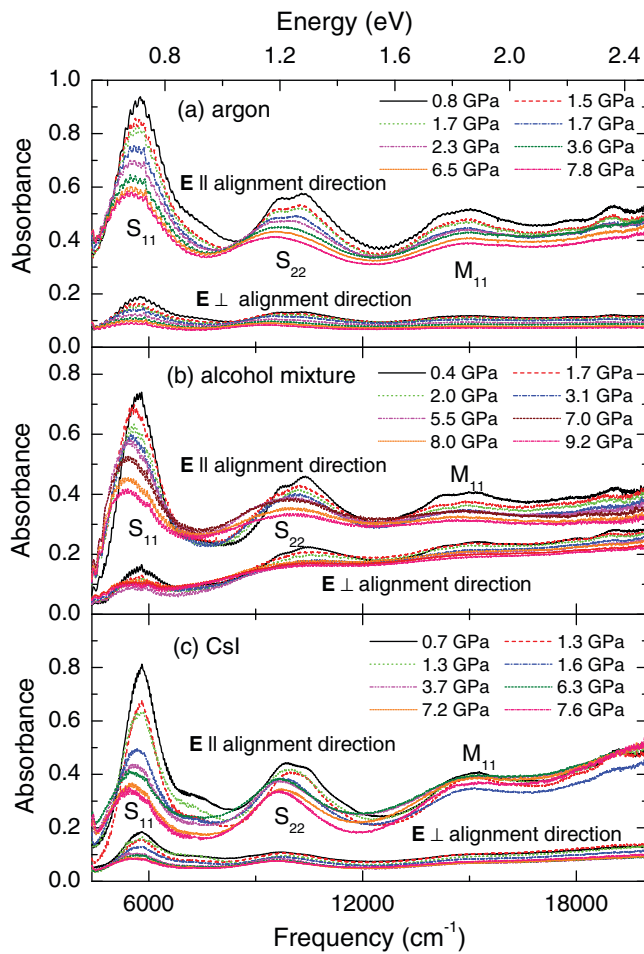 Energy (eV)
0.8 1.2 1.6 2.0 2.4
1.0
0.8
0.6
0.4
0.2
0.0
Absorbance
(a) argon
0.8 GPa 1.5 GPa
1.7 GPa 1.7 GPa
2.3 GPa 3.6 GPa
6.5 GPa 7.8 GPa
E || alignment direction
S11
S22
M11
E ⊥ alignment direction
0.8
0.6
0.4
0.2
0.0
Absorbance
(b) alcohol mixture
0.4 GPa 1.7 GPa
2.0 GPa 3.1 GPa
5.5 GPa 7.0 GPa
8.0 GPa 9.2 GPa
E || alignment direction
M11
S11
S22
E ⊥ alignment direction
0.8
0.6
0.4
0.2
0.0
Absorbance
(c) CsI
0.7 GPa 1.3 GPa
1.3 GPa 1.6 GPa
3.7 GPa 6.3 GPa
7.2 GPa 7.6 GPa
E || alignment direction
M11
S11
S22
E ⊥ alignment direction
6000 12000 18000
Frequency (cm-1)